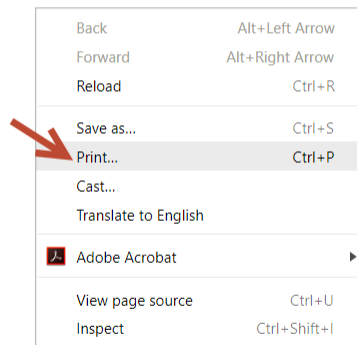 Back Alt+Left Arrow
Forward Alt+Right Arrow
Reload Ctrl+R
Save as... Ctrl+S
Print... Ctrl+P
Cast...
Translate to English
Adobe Acrobat
View page source Ctrl+U
Inspect Ctrl+Shift+I